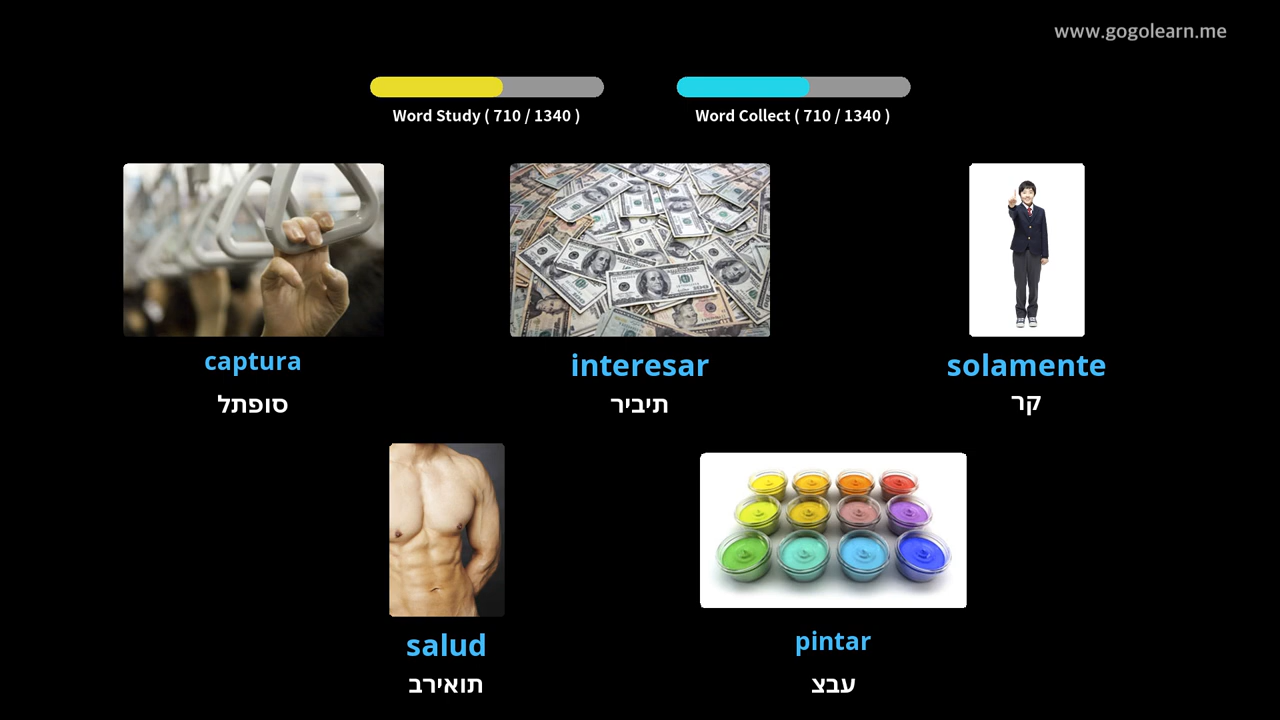 www.gogolearn.me
Word Study ( 710 / 1340 )
Word Collect ( 710 / 1340 )
captura
סופתל
interesar
תיביר
solamente
קר
salud
תואירב
pintar
עבצ